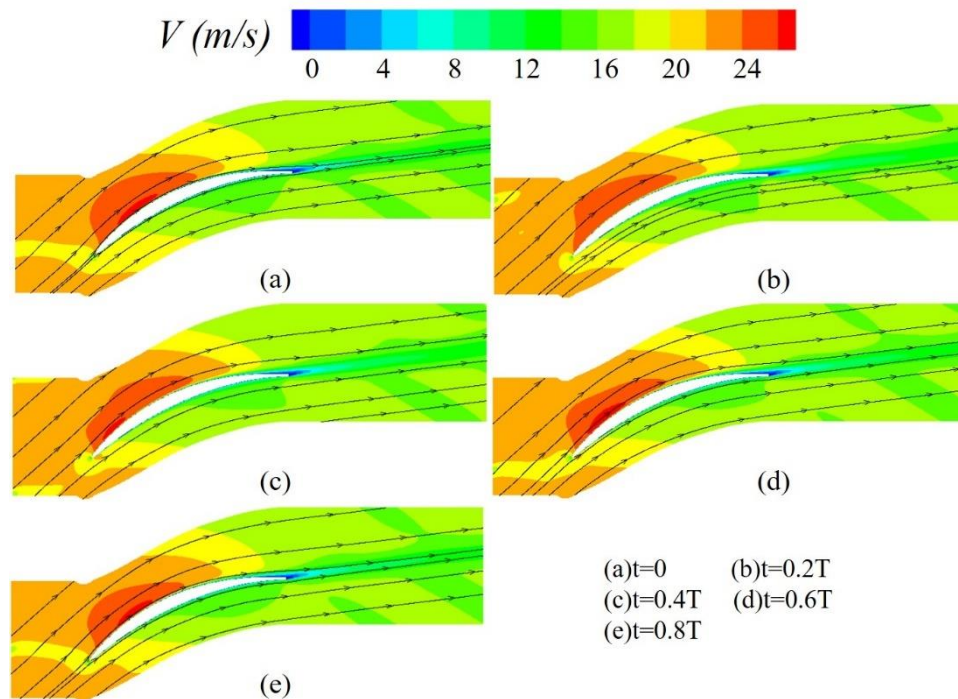 V (m/s)
0 4 8 12 16 20 24
(a) (b)
(c) (d)
(e)
(a)t=0 (b)t=0.2T
(c)t=0.4T (d)t=0.6T
(e)t=0.8T